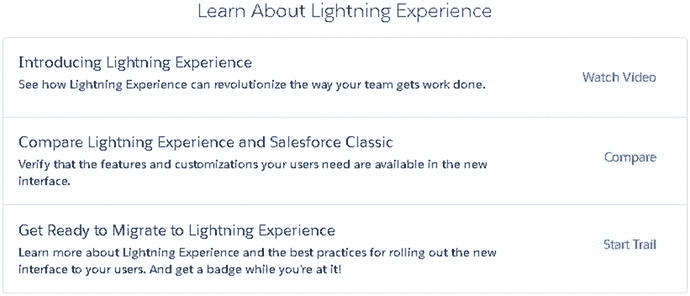 Learn About Lightning Experience
Introducing Lightning Experience
See how Lightning Experience can revolutionize the way your team gets work done.
Watch Video
Compare Lightning Experience and Salesforce Classic
Verify that the features and customizations your users need are available in the new
interface.
Compare
Get Ready to Migrate to Lightning Experience
Learn more about Lightning Experience and the best practices for rolling out the new
interface to your users. And get a badge while you're at it!
Start Trail